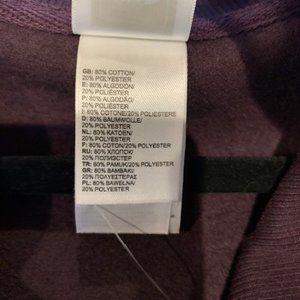 GB: 80% COTTON/
20% POLYESTER
E: 80% ALGODÓN/
20% POLIÉSTER
P: 80% ALGODÃO/
20% POLIÉSTER
I: 80% COTONE/20% POLIESTERE
D: 80% BAUMWOLLE/
20% POLYESTER
NL: 80% KATOEN/
20% POLYESTER
F: 80% COTON/20% POLYESTER
RU: 80% ХЛОПОК/
20% ПОЛИЭСТЕР
TR: 80% PAMUK/20% POLYESTER
GR: 80% ΒΑΜΒΑΚΙ/
20% ΠΟΛΥΕΣΤΕΡΑΣ
PL: 80% BAWEŁNA/
20% POLIESTER